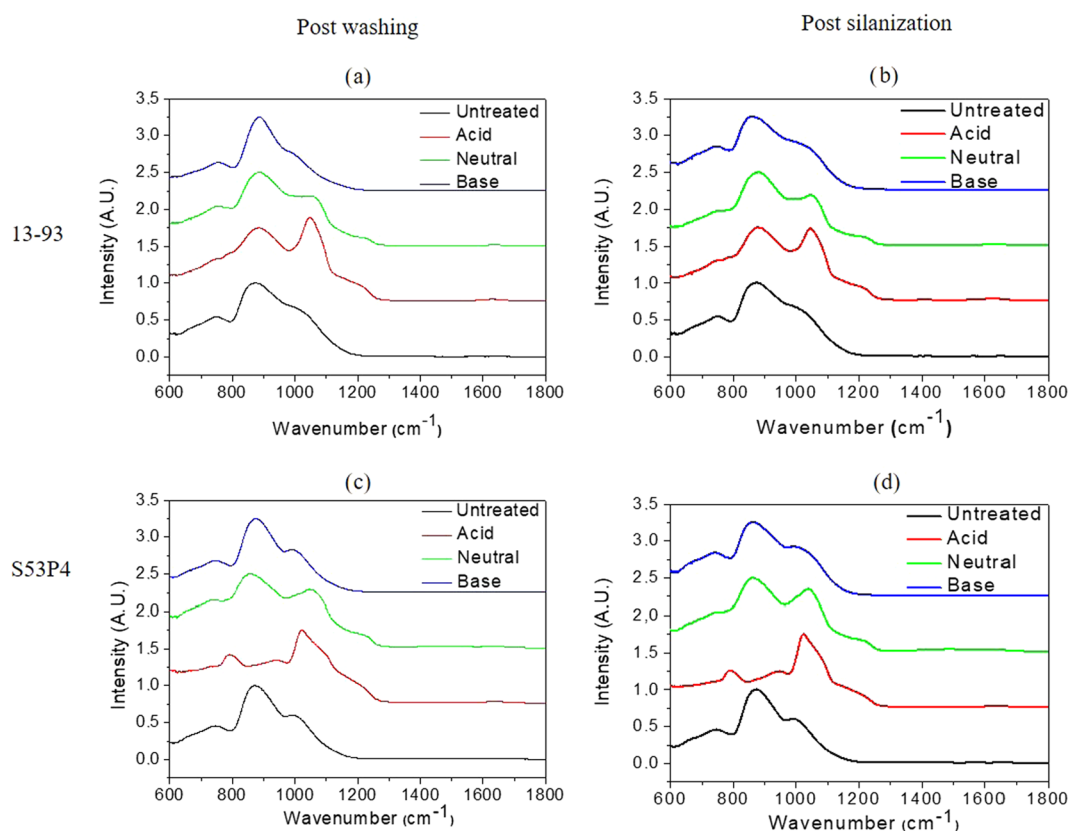 Post washing
Post silanization
(a)
3.5
3.0
2.5
2.0
1.5
1.0
0.5
0.0
Intensity (A.U.)
Untreated
Acid
Neutral
Base
600 800 1000 1200 1400 1600 1800
Wavenumber (cm⁻¹)
(b)
3.5
3.0
2.5
2.0
1.5
1.0
0.5
0.0
Intensity (A.U.)
Untreated
Acid
Neutral
Base
600 800 1000 1200 1400 1600 1800
Wavenumber (cm⁻¹)
13-93
(c)
3.5
3.0
2.5
2.0
1.5
1.0
0.5
0.0
Intensity (A.U.)
Untreated
Acid
Neutral
Base
600 800 1000 1200 1400 1600 1800
Wavenumber (cm⁻¹)
(d)
3.5
3.0
2.5
2.0
1.5
1.0
0.5
0.0
Intensity (A.U.)
Untreated
Acid
Neutral
Base
600 800 1000 1200 1400 1600 1800
Wavenumber (cm⁻¹)
S53P4